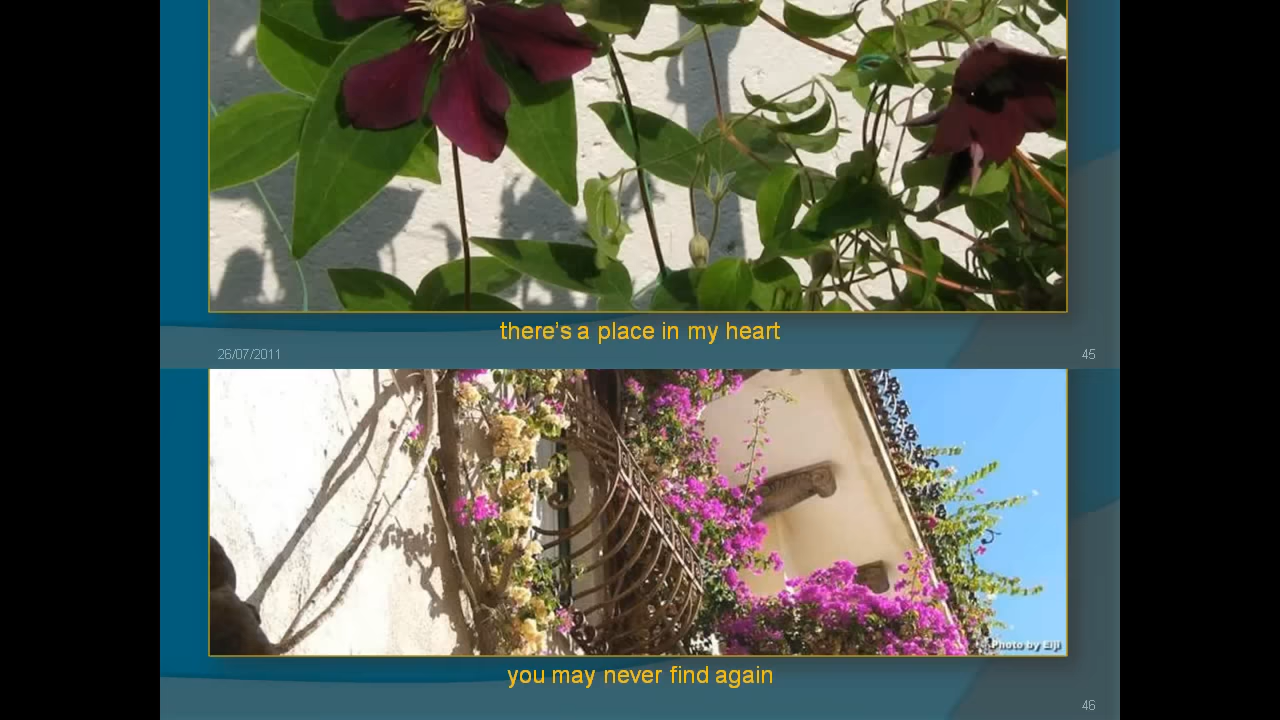 there's a place in my heart
26/07/2011
45
Photo by Eiji
you may never find again
46